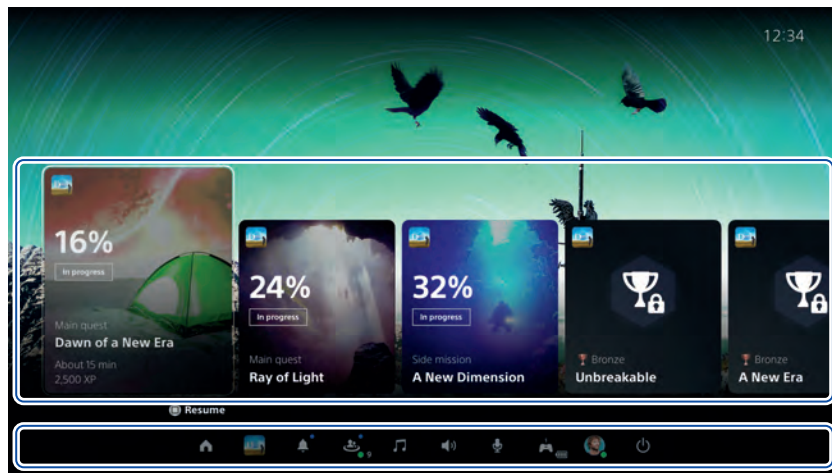 12:34
16%
In progress
Main quest
Dawn of a New Era
About 15 min
2,500 XP
24%
In progress
Main quest
Ray of Light
32%
In progress
Side mission
A New Dimension
Bronze
Unbreakable
Bronze
A New Era
Resume
9